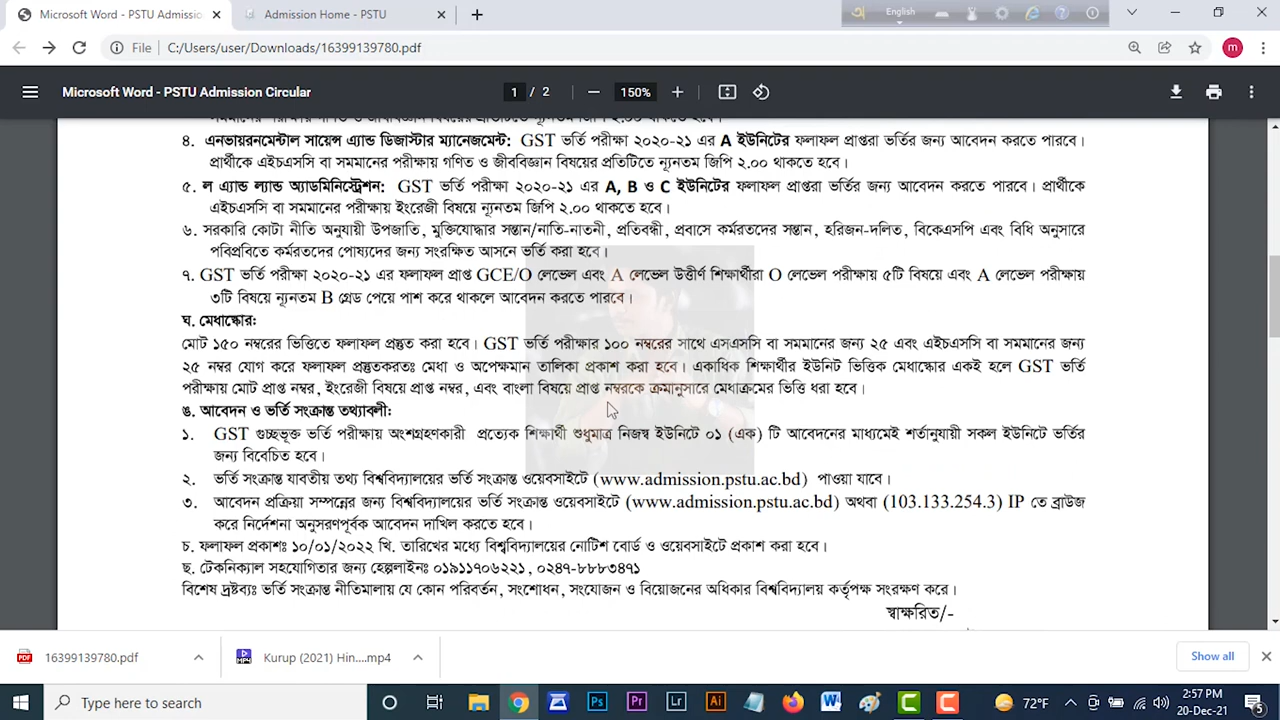 Microsoft Word - PSTU Admissio
Admission Home - PSTU
English
File
C:/Users/user/Downloads/16399139780.pdf
Microsoft Word - PSTU Admission Circular
1 / 2
150%
৪. এনভায়রনমেন্টাল সায়েন্স এ্যান্ড ডিজাস্টার ম্যানেজমেন্ট: GST ভর্তি পরীক্ষা ২০২০-২১ এর A ইউনিটের ফলাফল প্রাপ্তরা ভর্তির জন্য আবেদন করতে পারবে।
প্রার্থীকে এইচএসসি বা সমমানের পরীক্ষায় গণিত ও জীববিজ্ঞান বিষয়ের প্রতিটিতে ন্যূনতম জিপি ২.০০ থাকতে হবে।
৫. ল এ্যান্ড ল্যান্ড অ্যাডমিনিস্ট্রেশন: GST ভর্তি পরীক্ষা ২০২০-২১ এর A, B ও C ইউনিটের ফলাফল প্রাপ্তরা ভর্তির জন্য আবেদন করতে পারবে। প্রার্থীকে
এইচএসসি বা সমমানের পরীক্ষায় ইংরেজী বিষয়ে ন্যূনতম জিপি ২.০০ থাকতে হবে।
৬. সরকারি কোটা নীতি অনুযায়ী উপজাতি, মুক্তিযোদ্ধার সন্তান/নাতি-নাতনী, প্রতিবন্ধী, প্রবাসে কর্মরতদের সন্তান, হরিজন-দলিত, বিকেএসপি এবং বিধি অনুসারে
পবিপ্রবিতে কর্মরতদের পোষ্যদের জন্য সংরক্ষিত আসনে ভর্তি করা হবে।
৭. GST ভর্তি পরীক্ষা ২০২০-২১ এর ফলাফল প্রাপ্ত GCE/O লেভেল এবং A লেভেল উত্তীর্ণ শিক্ষার্থীরা O লেভেল পরীক্ষায় ৫টি বিষয়ে এবং A লেভেল পরীক্ষায়
৩টি বিষয়ে ন্যূনতম B গ্রেড পেয়ে পাশ করে থাকলে আবেদন করতে পারবে।
ঘ. মেধাস্কোর:
মোট ১৫০ নম্বরের ভিত্তিতে ফলাফল প্রস্তুত করা হবে। GST ভর্তি পরীক্ষার ১০০ নম্বরের সাথে এসএসসি বা সমমানের জন্য ২৫ এবং এইচএসসি বা সমমানের জন্য
২৫ নম্বর যোগ করে ফলাফল প্রস্তুতকরতঃ মেধা ও অপেক্ষমান তালিকা প্রকাশ করা হবে। একাধিক শিক্ষার্থীর ইউনিট ভিত্তিক মেধাস্কোর একই হলে GST ভর্তি
পরীক্ষায় মোট প্রাপ্ত নম্বর, ইংরেজী বিষয়ে প্রাপ্ত নম্বর, এবং বাংলা বিষয়ে প্রাপ্ত নম্বরকে ক্রমানুসারে মেধাক্রমের ভিত্তি ধরা হবে।
ঙ. আবেদন ও ভর্তি সংক্রান্ত তথ্যাবলী:
১. GST গুচ্ছভূক্ত ভর্তি পরীক্ষায় অংশগ্রহণকারী প্রত্যেক শিক্ষার্থী শুধুমাত্র নিজস্ব ইউনিটে ০১ (এক) টি আবেদনের মাধ্যমেই শর্তানুযায়ী সকল ইউনিটে ভর্তির
জন্য বিবেচিত হবে।
২. ভর্তি সংক্রান্ত যাবতীয় তথ্য বিশ্ববিদ্যালয়ের ভর্তি সংক্রান্ত ওয়েবসাইটে (www.admission.pstu.ac.bd) পাওয়া যাবে।
৩. আবেদন প্রক্রিয়া সম্পন্নের জন্য বিশ্ববিদ্যালয়ের ভর্তি সংক্রান্ত ওয়েবসাইটে (www.admission.pstu.ac.bd) অথবা (103.133.254.3) IP তে ব্রাউজ
করে নির্দেশনা অনুসরণপূর্বক আবেদন দাখিল করতে হবে।
চ. ফলাফল প্রকাশঃ ১০/০১/২০২২ খি. তারিখের মধ্যে বিশ্ববিদ্যালয়ের নোটিশ বোর্ড ও ওয়েবসাইটে প্রকাশ করা হবে।
ছ. টেকনিক্যাল সহযোগিতার জন্য হেল্পলাইনঃ ০১৯১১৭০৬২২১, ০২৪৭-৮৮৮৩৪৭১
বিশেষ দ্রষ্টব্যঃ ভর্তি সংক্রান্ত নীতিমালায় যে কোন পরিবর্তন, সংশোধন, সংযোজন ও বিয়োজনের অধিকার বিশ্ববিদ্যালয় কর্তৃপক্ষ সংরক্ষণ করে।
স্বাক্ষরিত/-
16399139780.pdf
Kurup (2021) Hin....mp4
Show all
Type here to search
72°F
2:57 PM
20-Dec-21